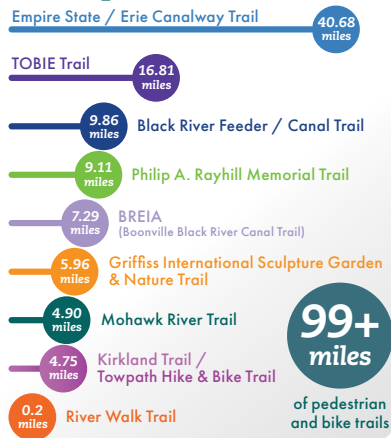 Empire State / Erie Canalway Trail
40.68
miles
TOBIE Trail
16.81
miles
9.86
miles
Black River Feeder / Canal Trail
9.11
miles
Philip A. Rayhill Memorial Trail
7.29
miles
BREIA
(Boonville Black River Canal Trail)
5.96
miles
Griffiss International Sculpture Garden
& Nature Trail
4.90
miles
Mohawk River Trail
4.75
miles
Kirkland Trail /
Towpath Hike & Bike Trail
0.2
miles
River Walk Trail
99+
miles
of pedestrian
and bike trails